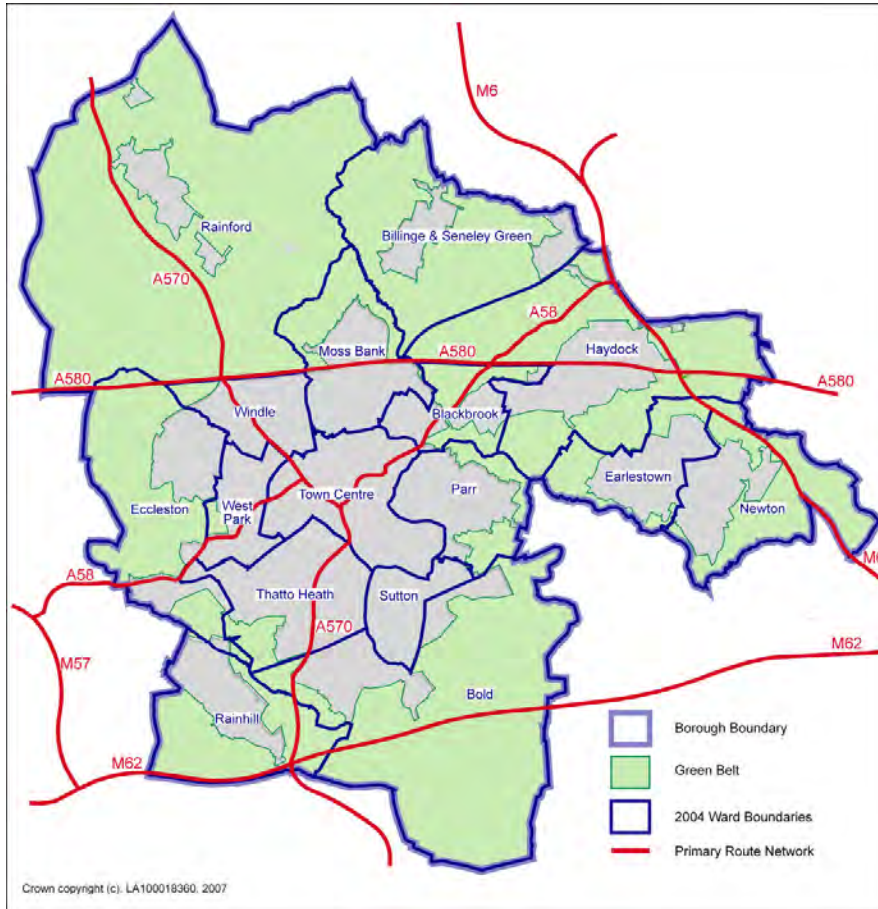 M6
Rainford
Billinge & Seneley Green
A570
A58
Moss Bank
A580
Haydock
A580
A580
Windle
Blackbrook
Earlestown
Parr
West
Park
Town Centre
Eccleston
Newton
M6
A58
Thatto Heath
Sutton
A570
M62
M57
Bold
Rainhill
M62
Borough Boundary
Green Belt
2004 Ward Boundaries
Primary Route Network
Crown copyright (c). LA100018360, 2007